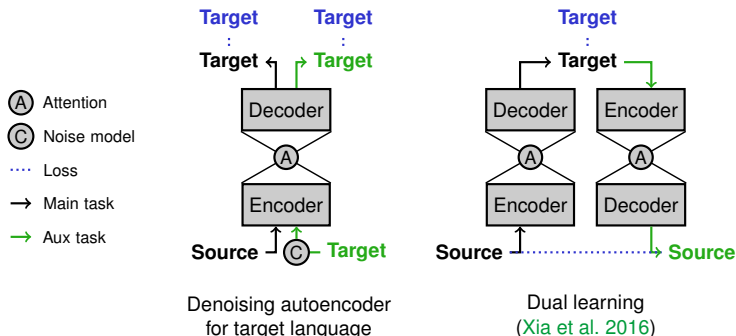 Target Target Target
: : :
Target Target Target
Decoder Decoder Encoder
A Attention
C Noise model
A A A
Loss
Main task
Encoder Encoder Decoder
Aux task
Source C Target Source Source
Denoising autoencoder
for target language
Dual learning
(Xia et al. 2016)